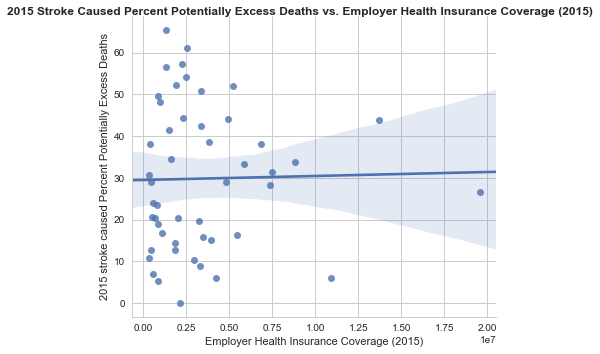 2015 Stroke Caused Percent Potentially Excess Deaths vs. Employer Health Insurance Coverage (2015)
2015 stroke caused Percent Potentially Excess Deaths
60
50
40
30
20
10
0
0.00 0.25 0.50 0.75 1.00 1.25 1.50 1.75 2.00
1e7
Employer Health Insurance Coverage (2015)